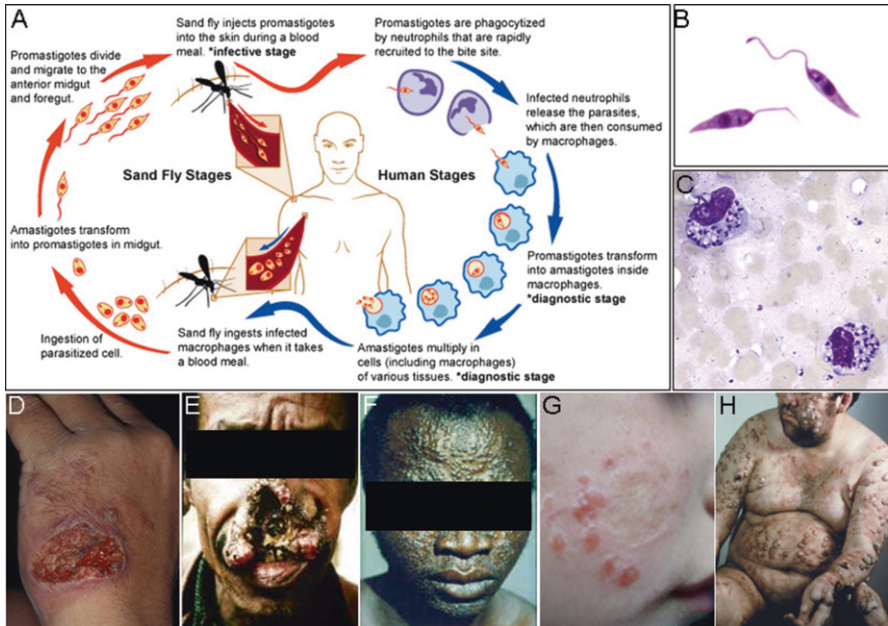 A
Sand fly injects promastigotes
into the skin during a blood
meal. *infective stage
Promastigotes are phagocytized
by neutrophils that are rapidly
recruited to the bite site.
Promastigotes divide
and migrate to the
anterior midgut
and foregut.
Infected neutrophils
release the parasites,
which are then consumed
by macrophages.
Sand Fly Stages
Human Stages
Amastigotes transform
into promastigotes in midgut.
Promastigotes transform
into amastigotes inside
macrophages.
*diagnostic stage
Ingestion of
parasitized cell.
Sand fly ingests infected
macrophages when it takes
a blood meal.
Amastigotes multiply in
cells (including macrophages)
of various tissues. *diagnostic stage
B
C
D
E
F
G
H